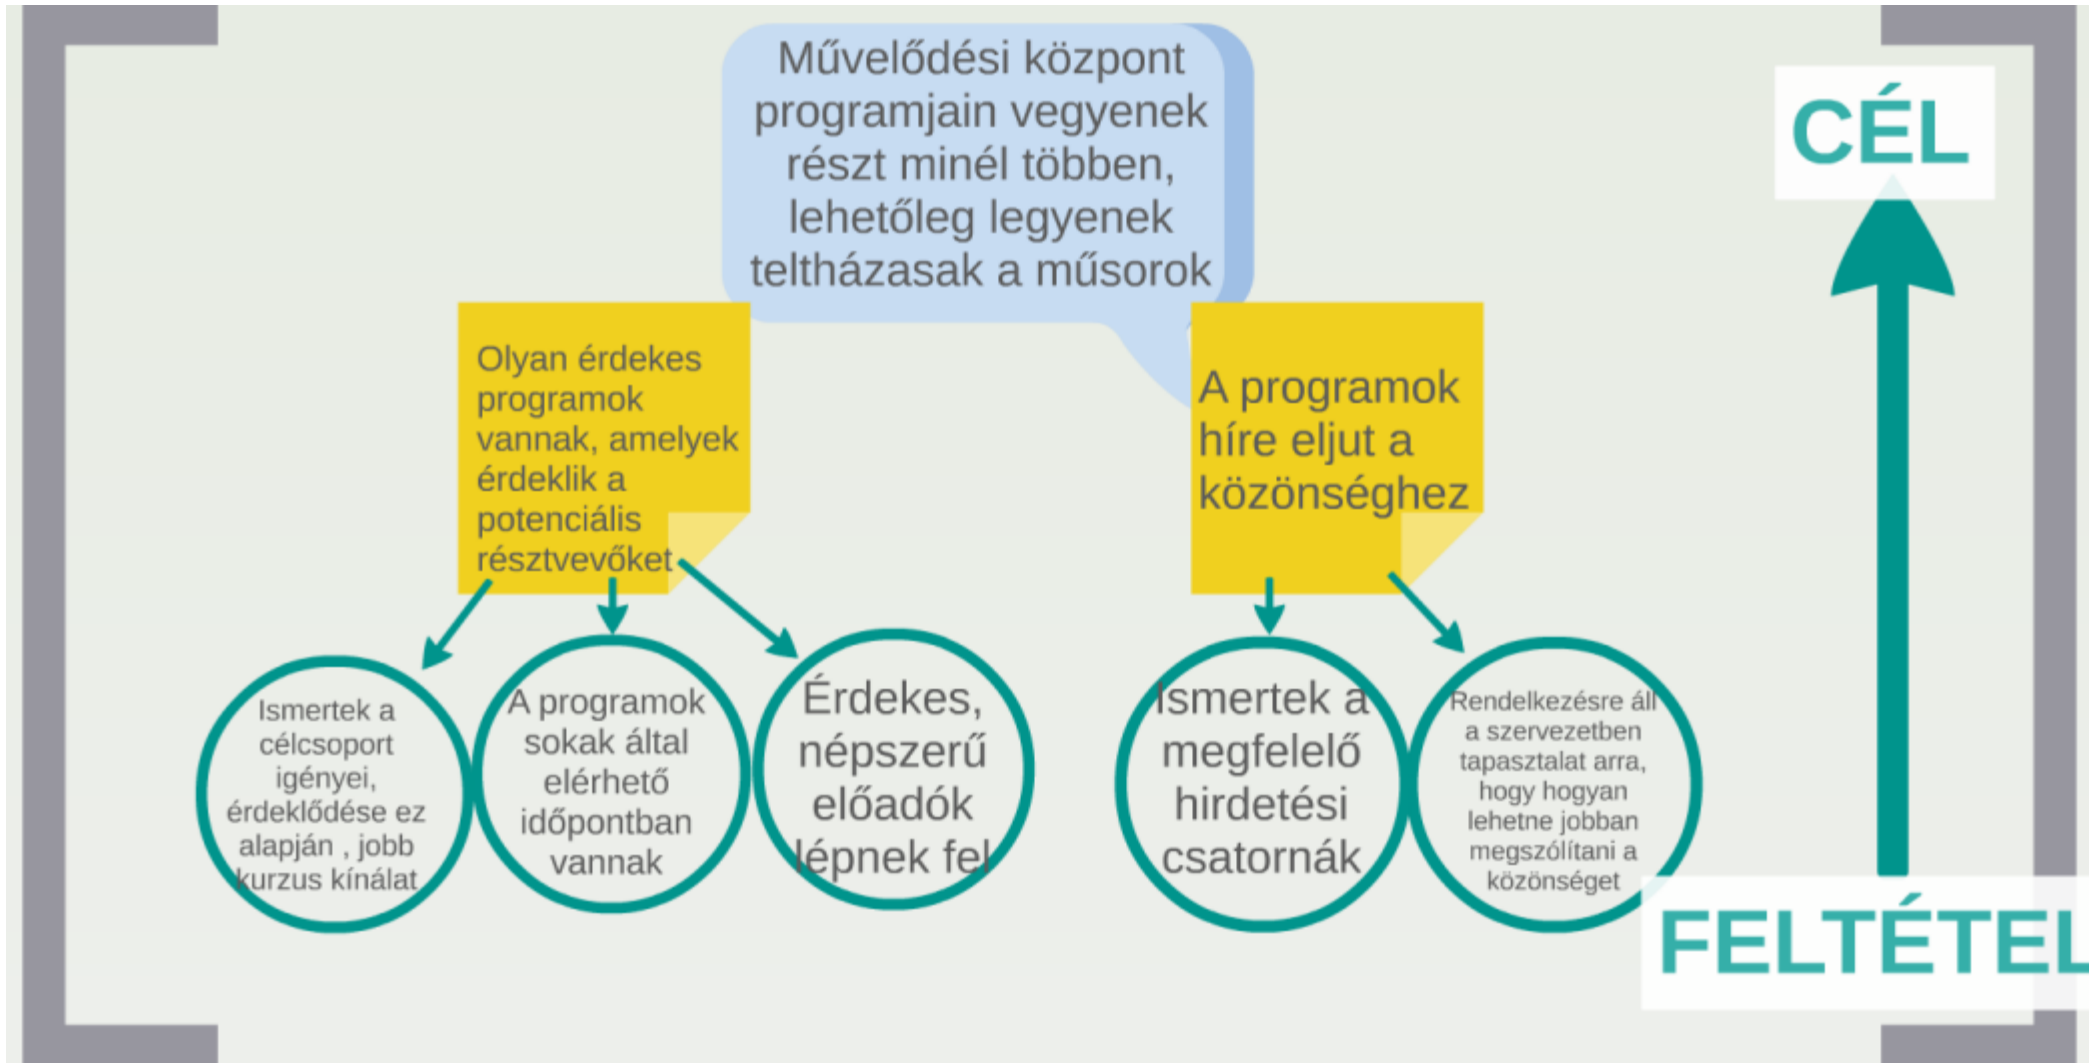 Művelődési központ
programjain vegyenek
részt minél többen,
lehetőleg legyenek
teltházasak a műsorok
CÉL
Olyan érdekes
programok
vannak, amelyek
érdeklik a
potenciális
résztvevőket
A programok
híre eljut a
közönséghez
Ismertek a
célcsoport
igényei,
érdeklődése ez
alapján , jobb
kurzus kínálat
A programok
sokak által
elérhető
időpontban
vannak
Érdekes,
népszerű
előadók
lépnek fel
Ismertek a
megfelelő
hirdetési
csatornák
Rendelkezésre áll
a szervezetben
tapasztalat arra,
hogy hogyan
lehetne jobban
megszólítani a
közönséget
FELTÉTEL